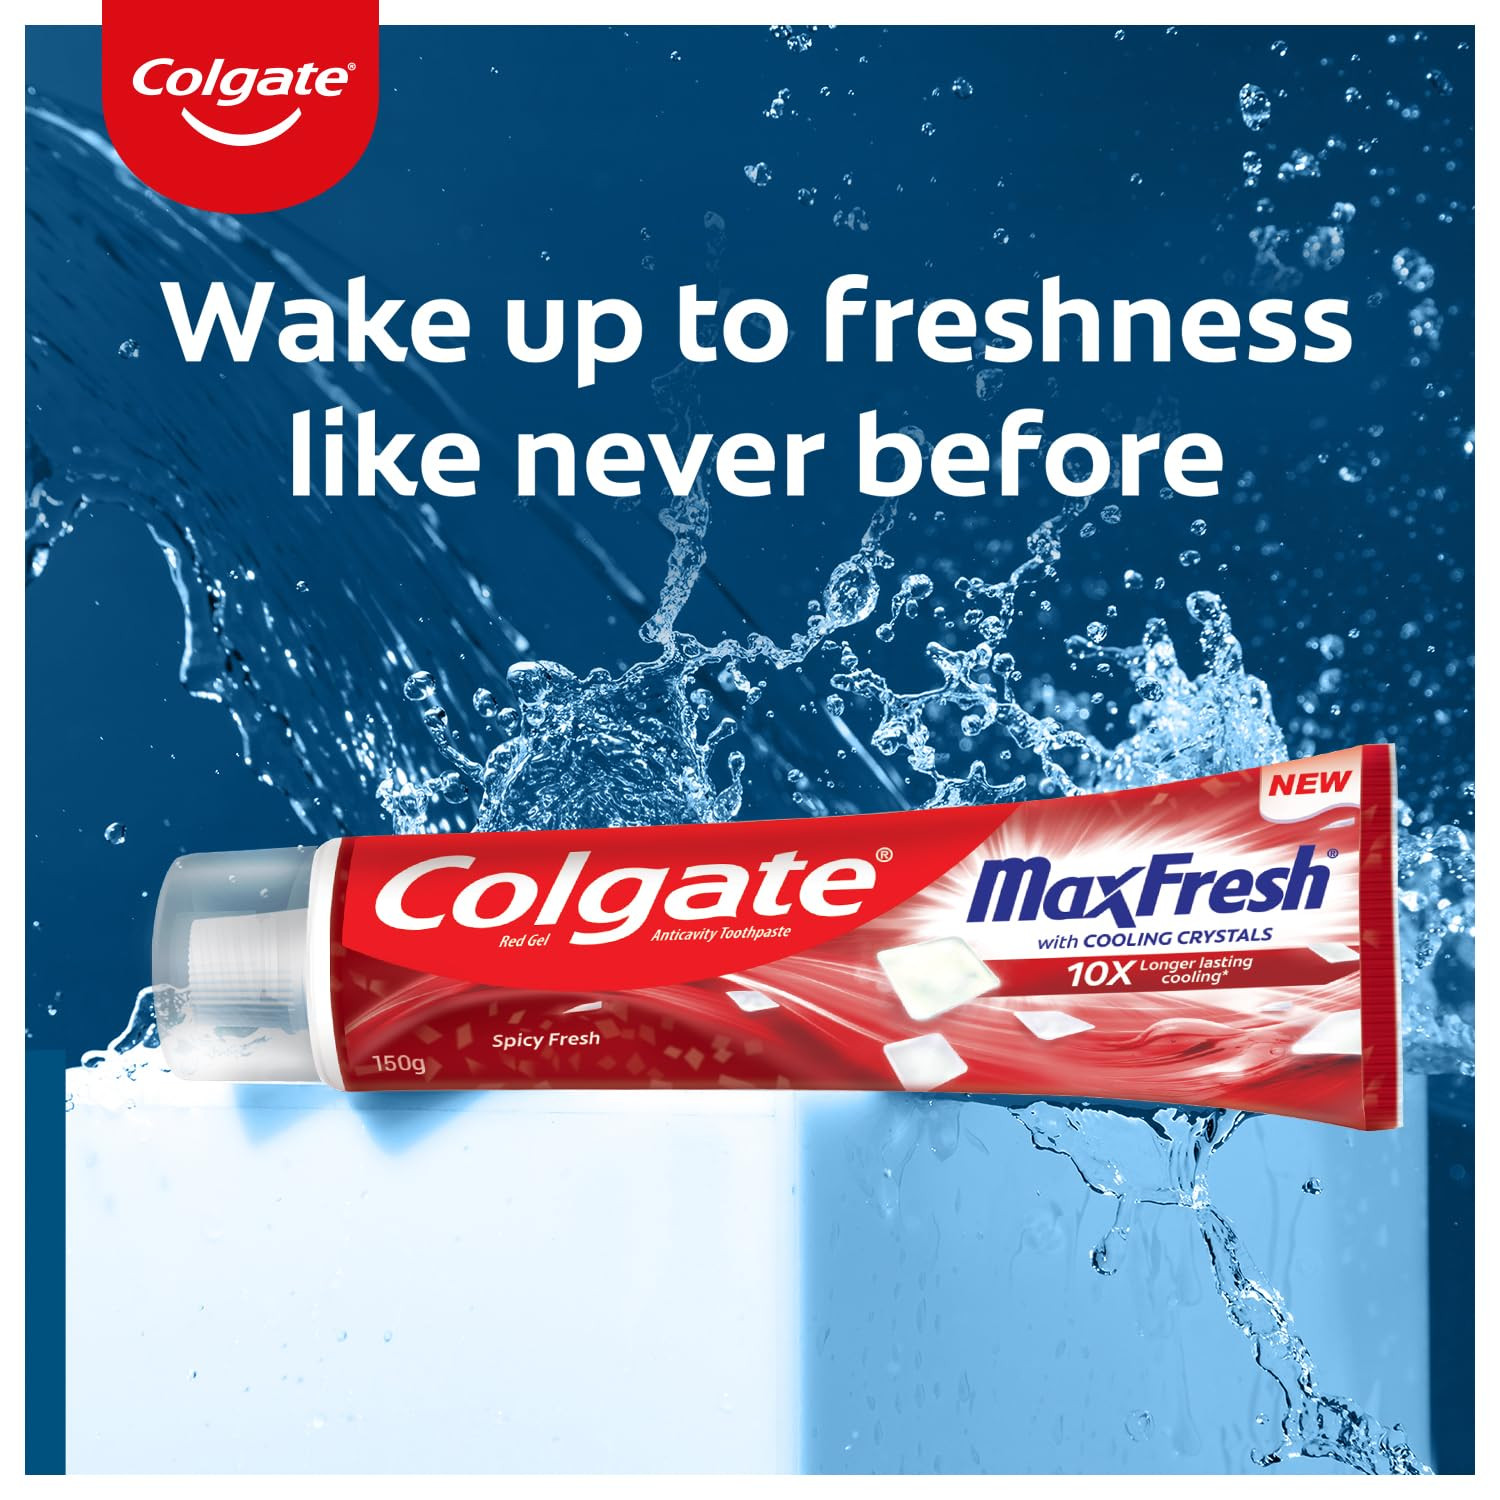 Colgate®
Wake up to freshness
like never before
NEW
Colgate®
Red Gel Anticavity Toothpaste
MaxFresh®
with COOLING CRYSTALS
10X Longer lasting
cooling*
Spicy Fresh
150g